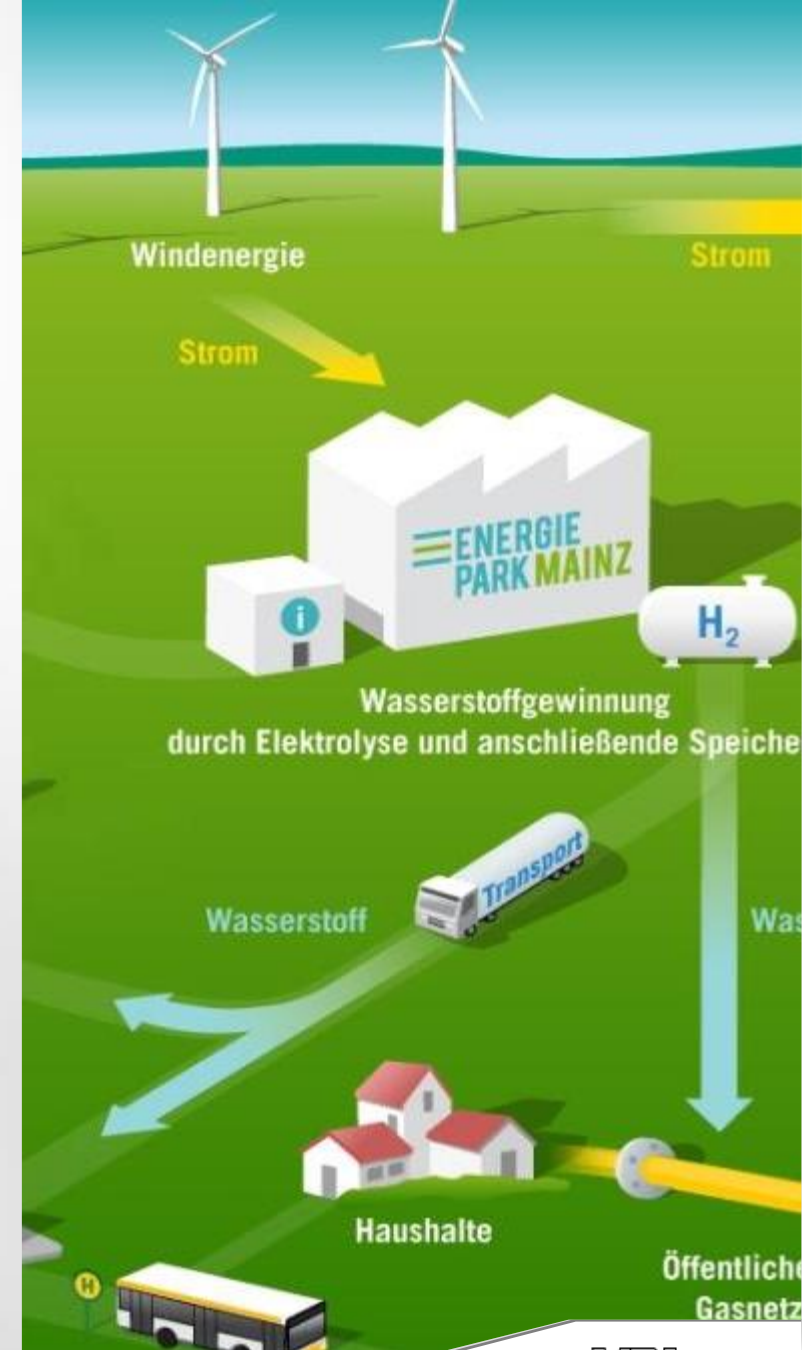 Windenergie
Strom
Strom
ENERGIE
PARK MAINZ
i
H₂
Wasserstoffgewinnung
durch Elektrolyse und anschließende Speiche
Transport
Wasserstoff
Was
Haushalte
H
Öffentliche
Gasnetz